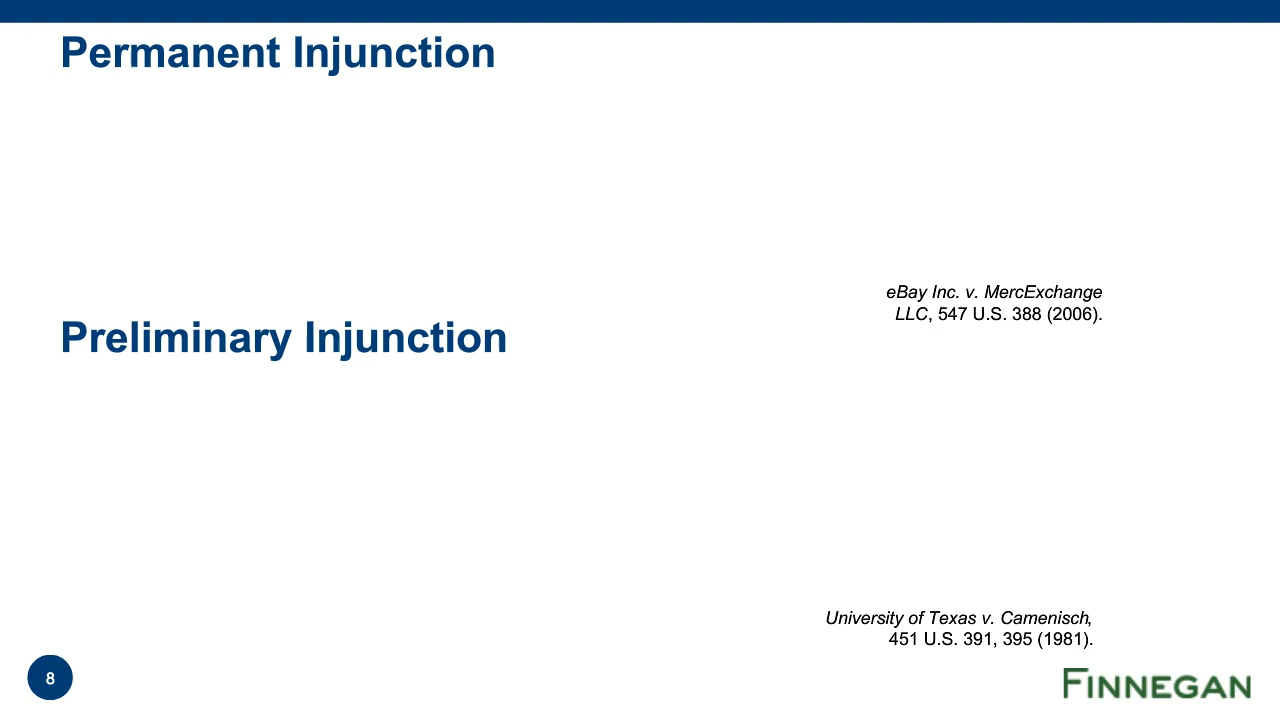 Permanent Injunction
eBay Inc. v. MercExchange
LLC, 547 U.S. 388 (2006).
Preliminary Injunction
University of Texas v. Camenisch,
451 U.S. 391, 395 (1981).
8
FINNEGAN